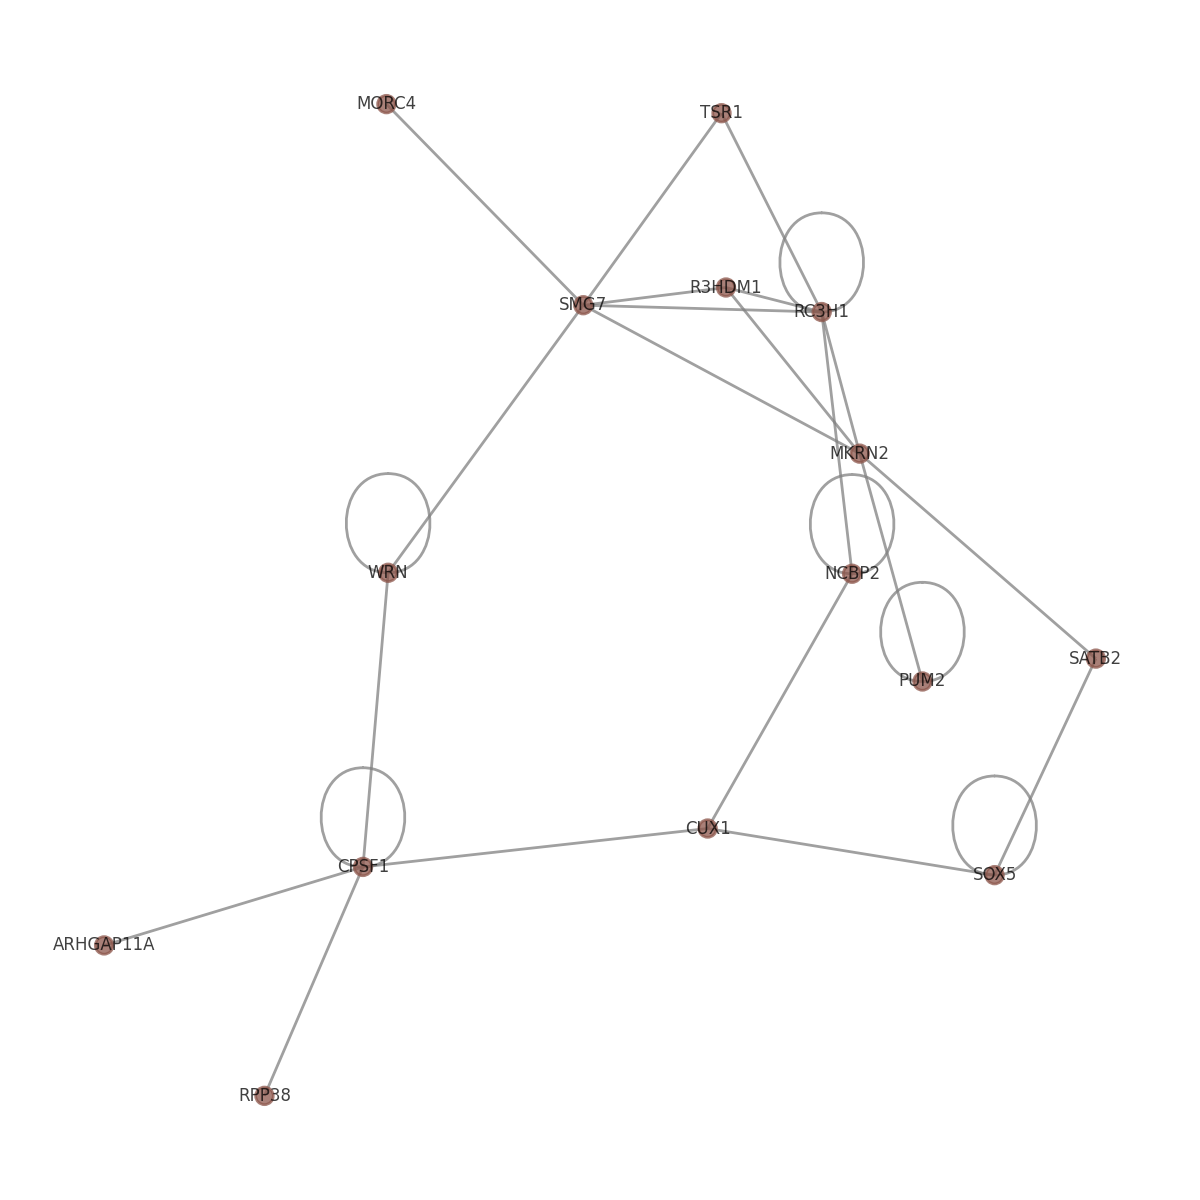 MORC4
TSR1
R3HDM1
SMG7
RC3H1
MKRN2
WRN
NCBP2
SATB2
PUM2
CUX1
CPSF1
SOX5
ARHGAP11A
RPP38